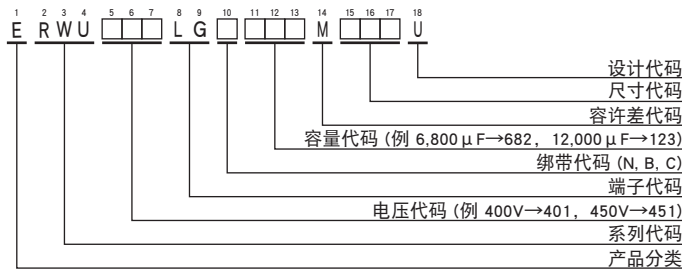 1 2 3 4 5 6 7 8 9 10 11 12 13 14 15 16 17 18
E RWU □□□ LG □ □□□ M □□□ U
设计代码
尺寸代码
容许差代码
容量代码 (例 6,800μF→682，12,000μF→123)
绑带代码 (N, B, C)
端子代码
电压代码 (例 400V→401，450V→451)
系列代码
产品分类